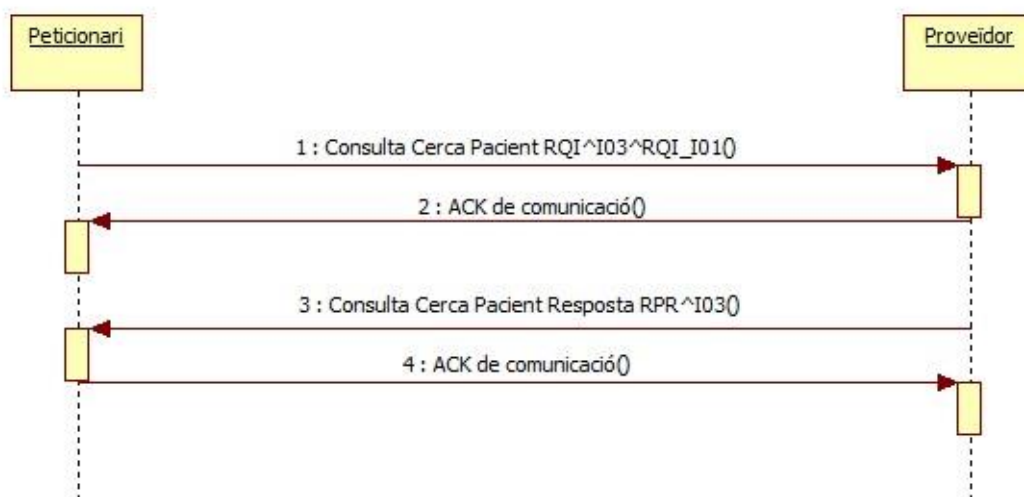 Peticionari
Proveïdor
1 : Consulta Cerca Pacient RQI^I03^RQI_I01()
2 : ACK de comunicació()
3 : Consulta Cerca Pacient Resposta RPR^I03()
4 : ACK de comunicació()